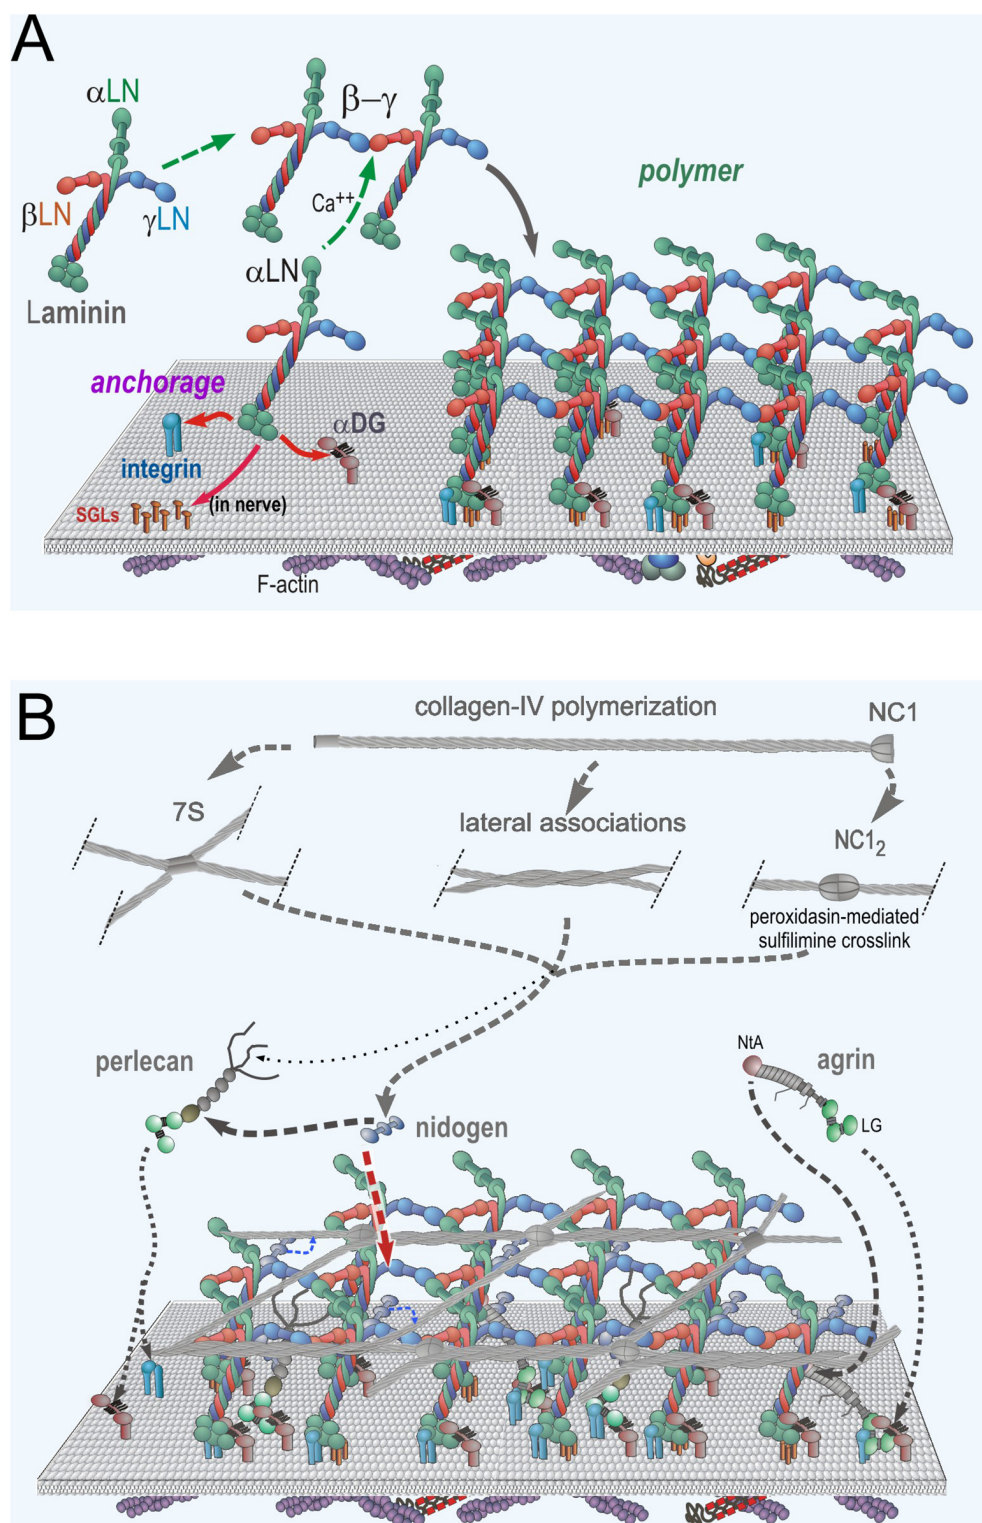 A
αLN
β–γ
polymer
Ca⁺⁺
βLN
γLN
αLN
Laminin
anchorage
αDG
integrin
(in nerve)
SGLs
F-actin
B
collagen-IV polymerization
NC1
7S
lateral associations
NC1₂
peroxidasin-mediated
sulfilimine crosslink
NtA
perlecan
agrin
nidogen
LG